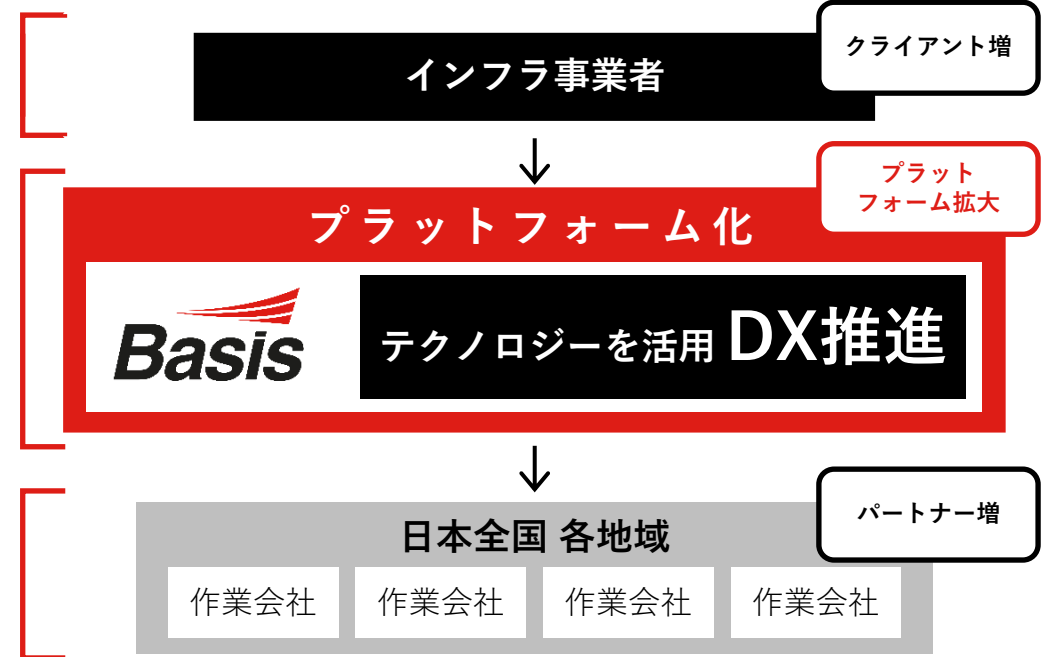 クライアント増
インフラ事業者
プラット
フォーム拡大
プラットフォーム化
Basis
テクノロジーを活用 DX推進
パートナー増
日本全国 各地域
作業会社 作業会社 作業会社 作業会社